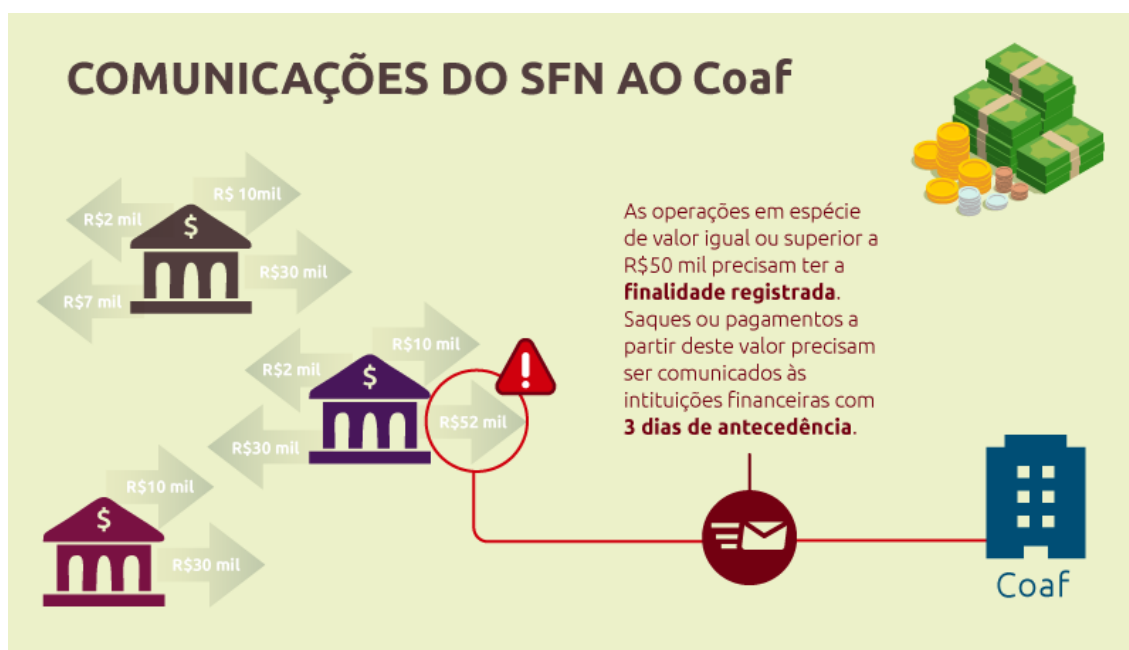 COMUNICAÇÕES DO SFN AO Coaf
R$ 10mil
R$2 mil
$
R$30 mil
R$7 mil
As operações em espécie
de valor igual ou superior a
R$50 mil precisam ter a
finalidade registrada.
Saques ou pagamentos a
partir deste valor precisam
ser comunicados às
intituições financeiras com
3 dias de antecedência.
R$10 mil
R$2 mil
$
!
R$52 mil
R$30 mil
R$10 mil
$
R$30 mil
Coaf